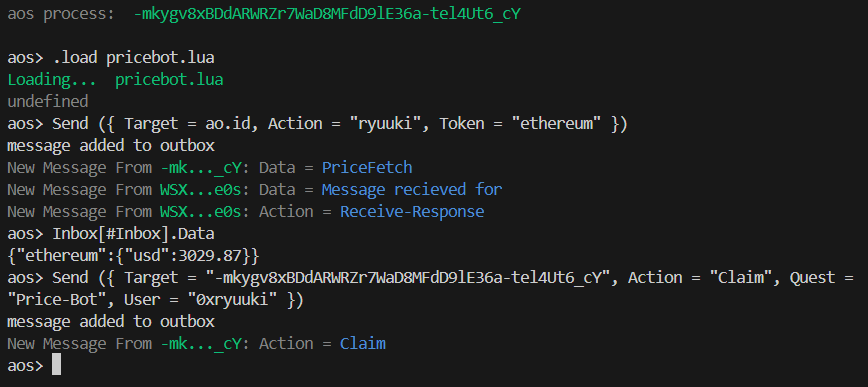 aos process:  -mkygv8xBDdARWRZr7WaD8MFdD9lE36a-tel4Ut6_cY
aos> .load pricebot.lua
Loading...  pricebot.lua
undefined
aos> Send ({ Target = ao.id, Action = "ryuuki", Token = "ethereum" })
message added to outbox
New Message From -mk..._cY: Data = PriceFetch
New Message From WSX...e0s: Data = Message recieved for
New Message From WSX...e0s: Action = Receive-Response
aos> Inbox[#Inbox].Data
{"ethereum":{"usd":3029.87}}
aos> Send ({ Target = "-mkygv8xBDdARWRZr7WaD8MFdD9lE36a-tel4Ut6_cY", Action = "Claim", Quest =
"Price-Bot", User = "0xryuuki" })
message added to outbox
New Message From -mk..._cY: Action = Claim
aos>